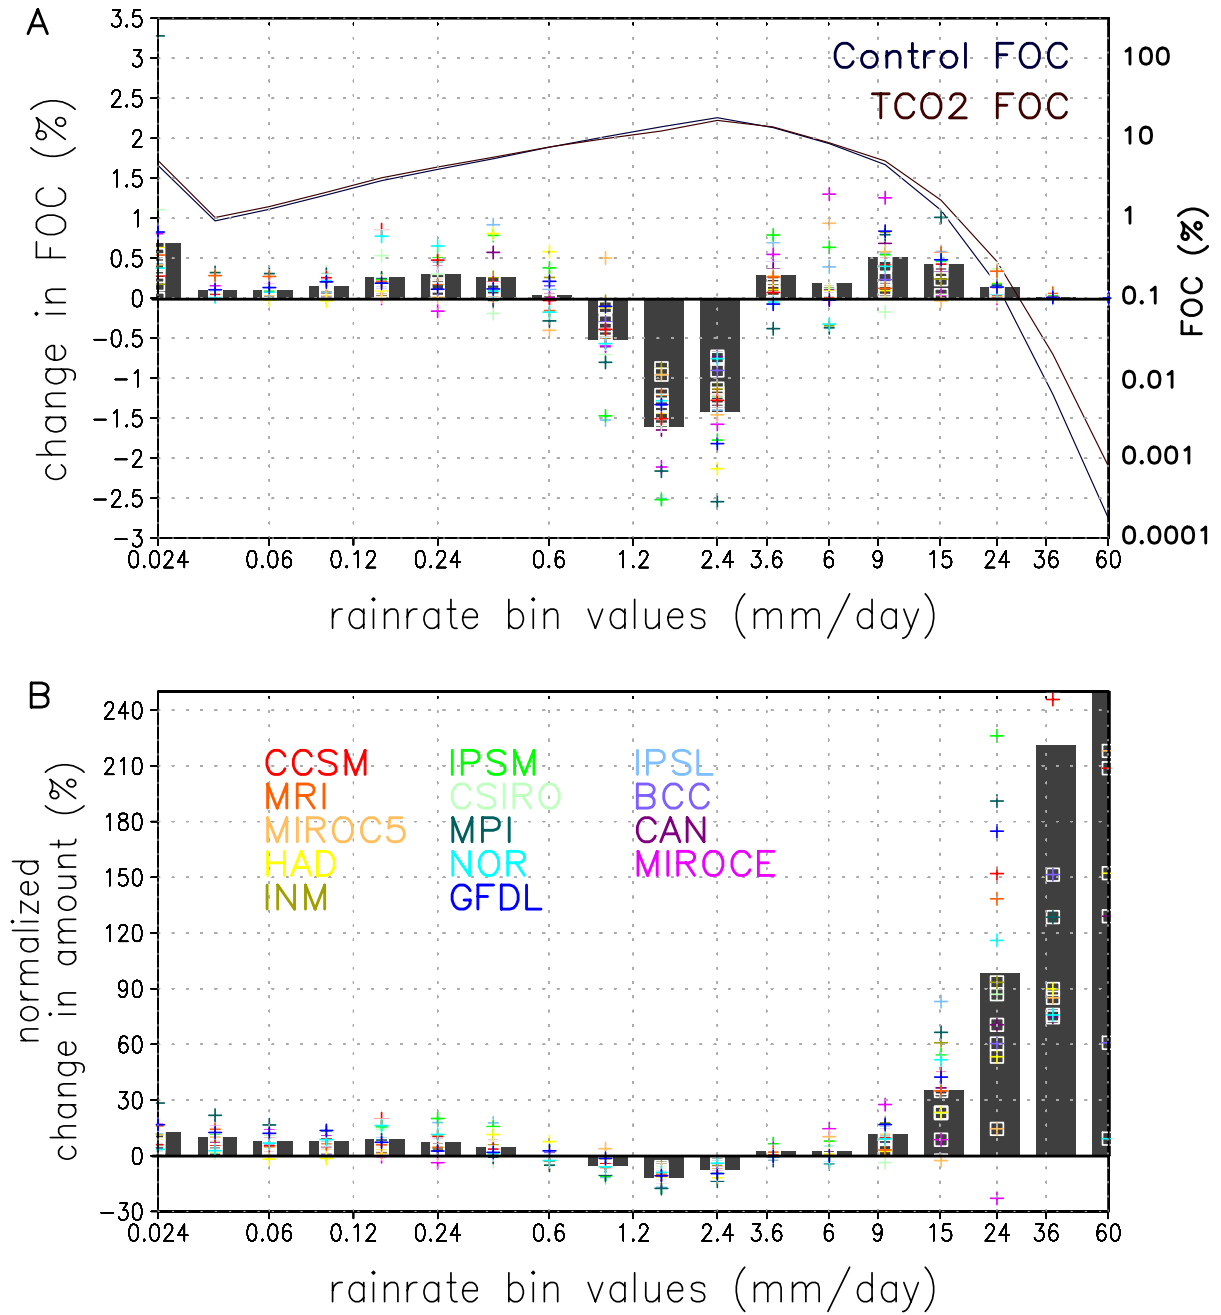 A
3.5
3
2.5
2
1.5
1
0.5
0
-0.5
-1
-1.5
-2
-2.5
-3
change in FOC (%)
Control FOC
TCO2 FOC
100
10
1
0.1
0.01
0.001
0.0001
FOC (%)
0.024 0.06 0.12 0.24 0.6 1.2 2.4 3.6 6 9 15 24 36 60
rainrate bin values (mm/day)
B
240
210
180
150
120
90
60
30
0
-30
normalized
change in amount (%)
CCSM IPSM IPSL
MRI CSIRO BCC
MIROC5 MPI CAN
HAD NOR MIROCE
INM GFDL
0.024 0.06 0.12 0.24 0.6 1.2 2.4 3.6 6 9 15 24 36 60
rainrate bin values (mm/day)